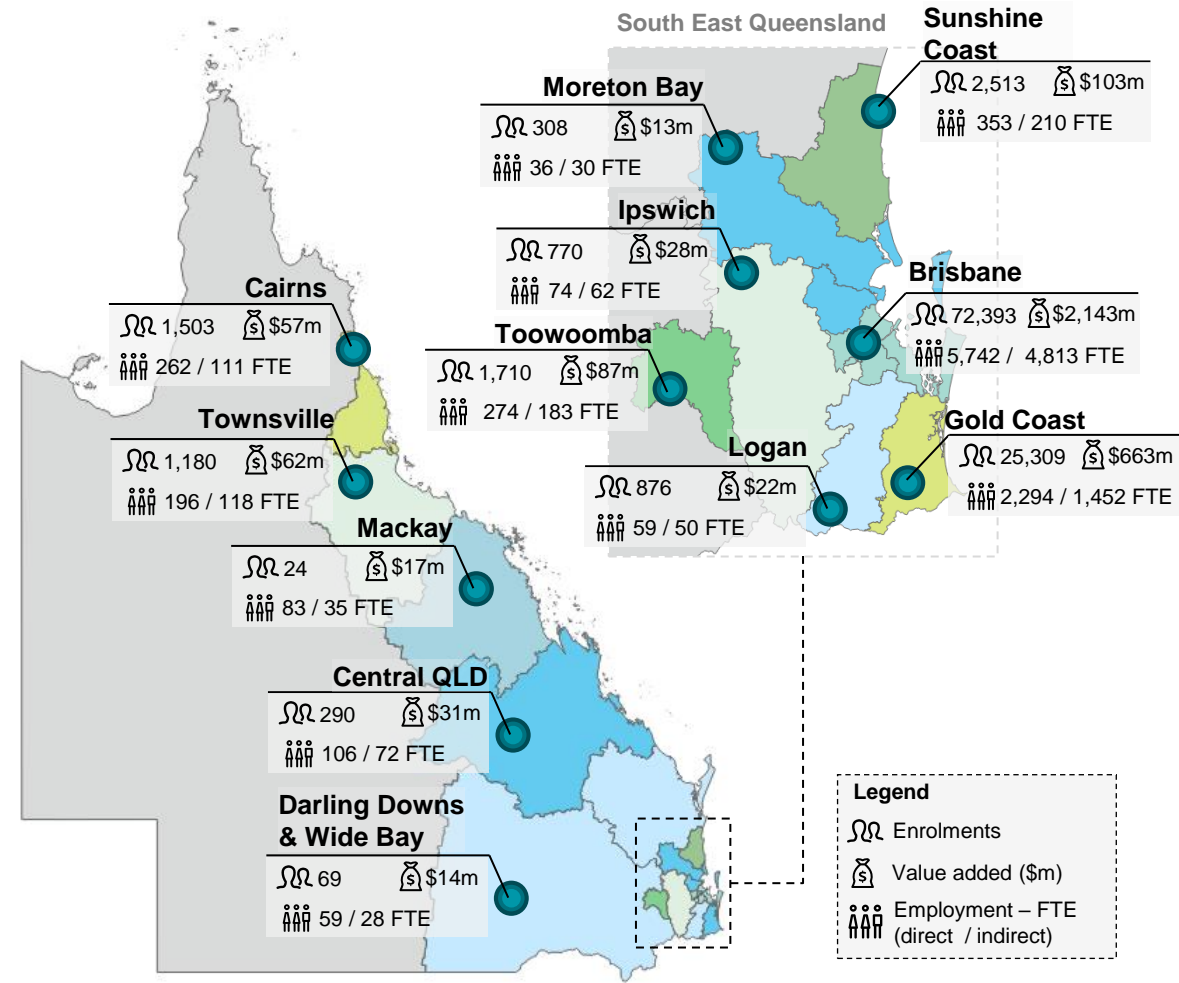 South East Queensland
Sunshine
Coast
2,513 $103m
353 / 210 FTE
Moreton Bay
308 $13m
36 / 30 FTE
Ipswich
770 $28m
74 / 62 FTE
Brisbane
72,393 $2,143m
5,742 / 4,813 FTE
Cairns
1,503 $57m
262 / 111 FTE
Toowoomba
1,710 $87m
274 / 183 FTE
Townsville
1,180 $62m
196 / 118 FTE
Logan
876 $22m
59 / 50 FTE
Gold Coast
25,309 $663m
2,294 / 1,452 FTE
Mackay
24 $17m
83 / 35 FTE
Central QLD
290 $31m
106 / 72 FTE
Darling Downs
& Wide Bay
69 $14m
59 / 28 FTE
Legend
Enrolments
Value added ($m)
Employment – FTE
(direct / indirect)